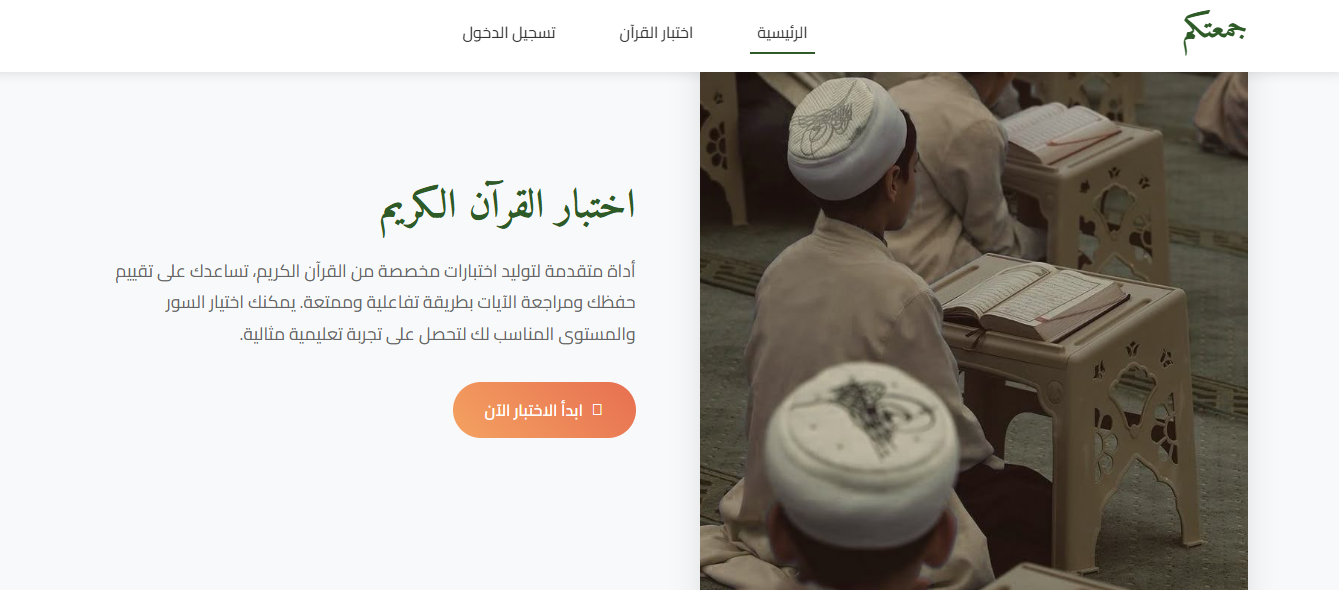 جمعتكم
الرئيسية
اختبار القرآن
تسجيل الدخول
اختبار القرآن الكريم
أداة متقدمة لتوليد اختبارات مخصصة من القرآن الكريم، تساعدك على تقييم
حفظك ومراجعة الآيات بطريقة تفاعلية وممتعة. يمكنك اختيار السور
والمستوى المناسب لك لتحصل على تجربة تعليمية مثالية.
ابدأ الاختبار الآن